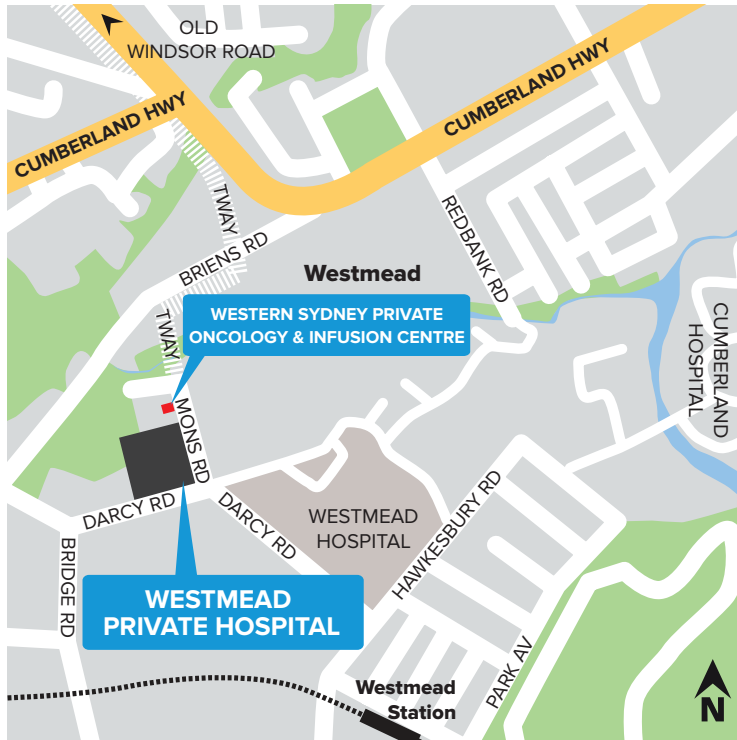 OLD
WINDSOR ROAD
CUMBERLAND HWY
CUMBERLAND HWY
TWAY
REDBANK RD
BRIENS RD
Westmead
WESTERN SYDNEY PRIVATE
ONCOLOGY & INFUSION CENTRE
TWAY
CUMBERLAND
HOSPITAL
MONS RD
DARCY RD
DARCY RD
WESTMEAD
HOSPITAL
HAWKESBURY RD
BRIDGE RD
WESTMEAD
PRIVATE HOSPITAL
PARK AV
Westmead
Station
N